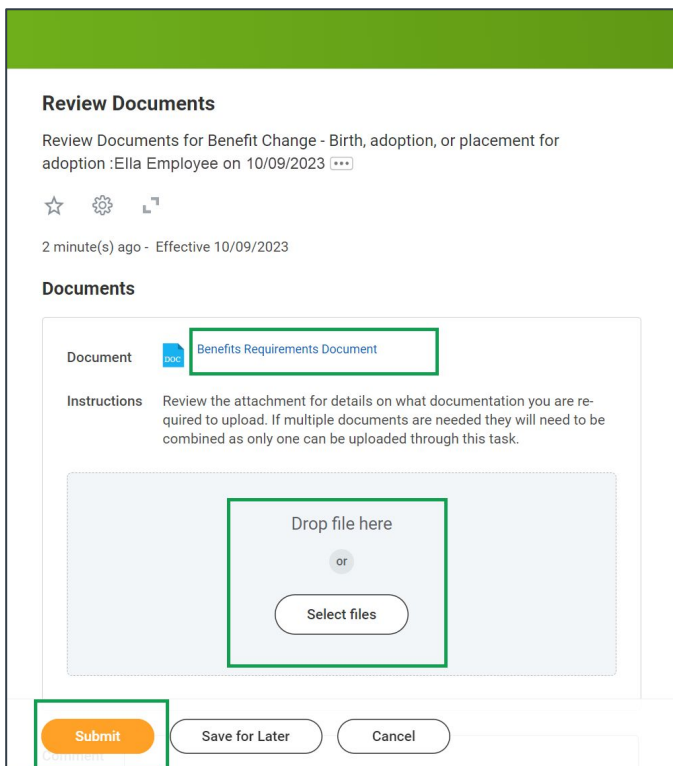 Review Documents
Review Documents for Benefit Change - Birth, adoption, or placement for
adoption :Ella Employee on 10/09/2023
2 minute(s) ago - Effective 10/09/2023
Documents
Document DOC Benefits Requirements Document
Instructions Review the attachment for details on what documentation you are re-
quired to upload. If multiple documents are needed they will need to be
combined as only one can be uploaded through this task.
Drop file here
or
Select files
Submit Save for Later Cancel
Comment